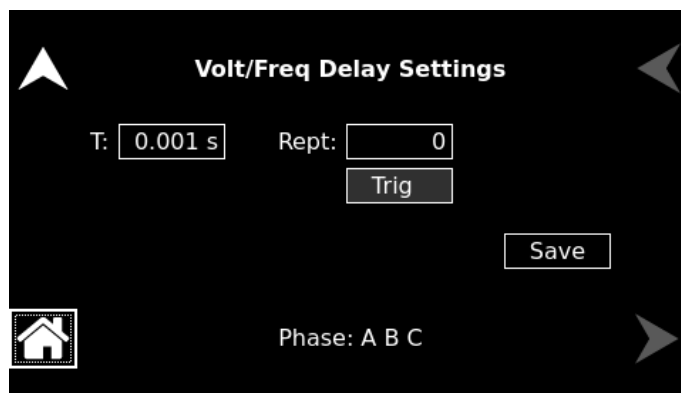 Volt/Freq Delay Settings
T: 0.001 s Rept: 0
Trig
Save
Phase: A B C